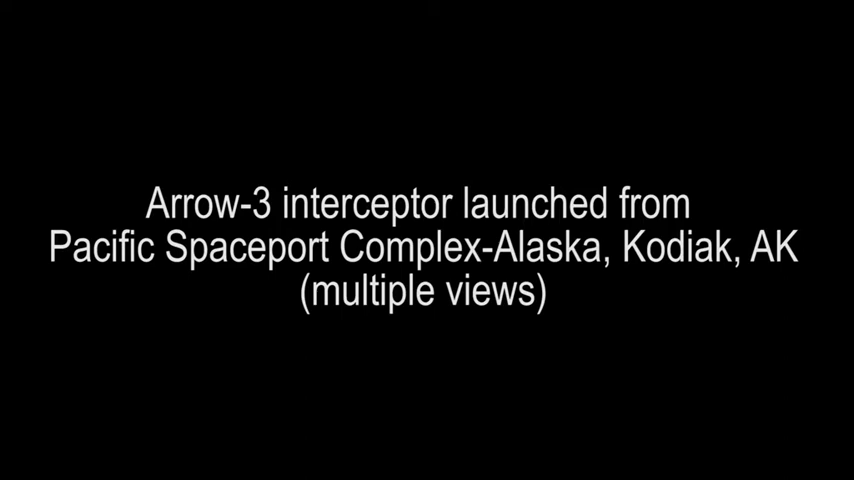 Arrow-3 interceptor launched from
Pacific Spaceport Complex-Alaska, Kodiak, AK
(multiple views)